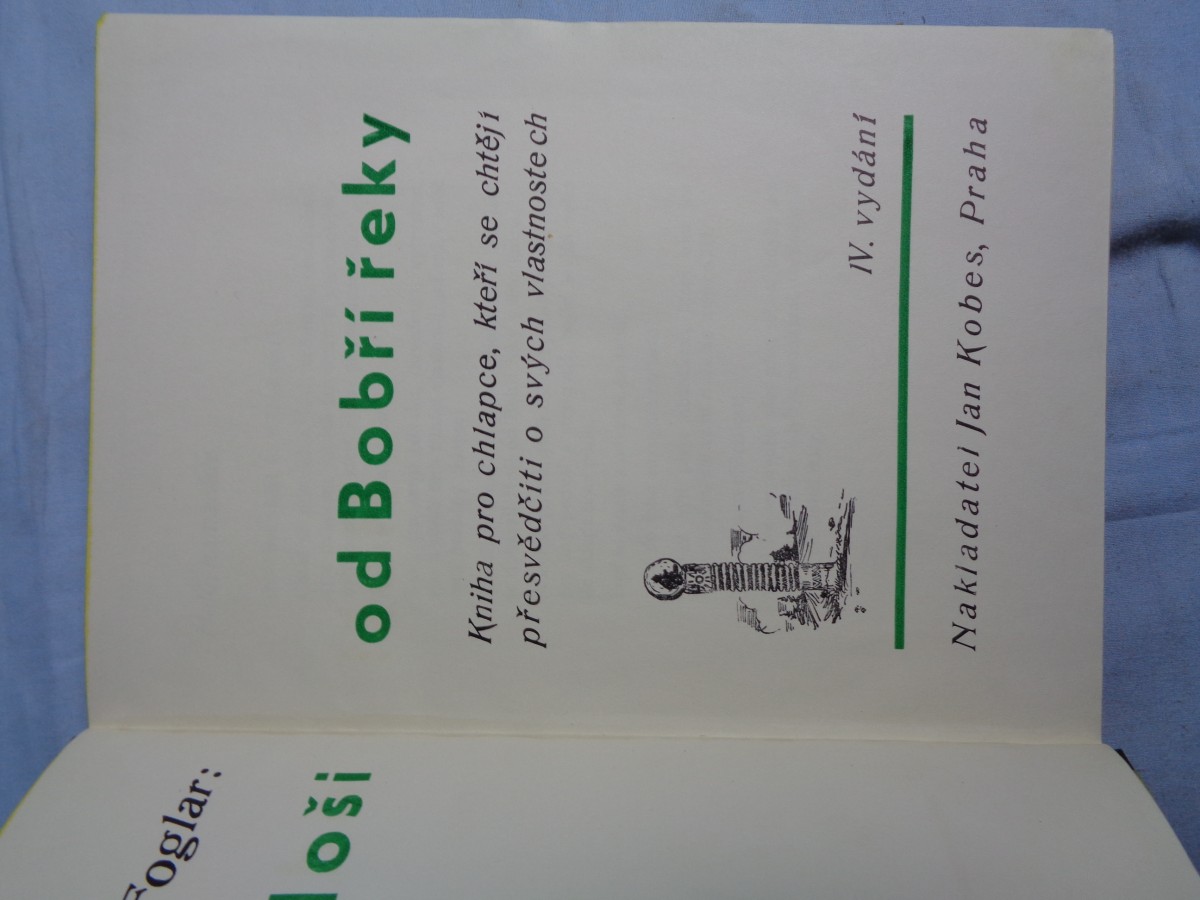 Foglar:
loši
od Bobří řeky
Kniha pro chlapce, kteří se chtějí
přesvědčiti o svých vlastnostech
IV. vydání
Nakladatel Jan Kobes, Praha